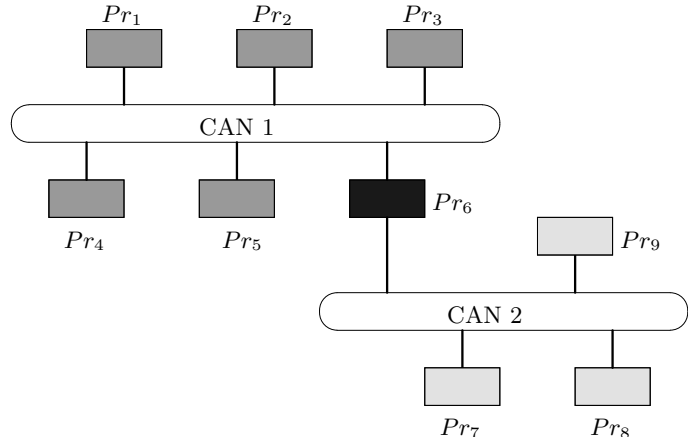 Pr₁ Pr₂ Pr₃
CAN 1
Pr₄ Pr₅ Pr₆
Pr₉
CAN 2
Pr₇ Pr₈